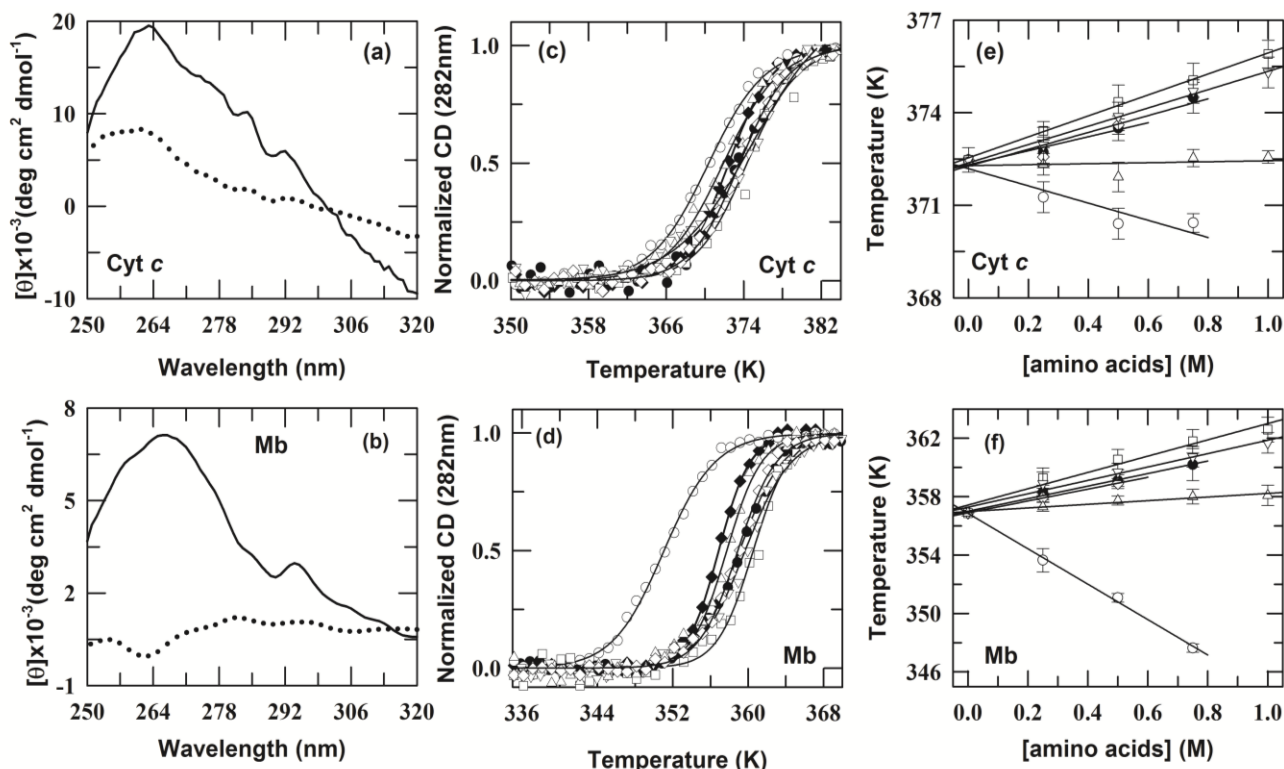 (a)
[θ]x10⁻³(deg cm² dmol⁻¹)
20
10
0
-10
Cyt c
250 264 278 292 306 320
Wavelength (nm)
(c)
Normalized CD (282nm)
1.0
0.5
0.0
Cyt c
350 358 366 374 382
Temperature (K)
(e)
Temperature (K)
377
374
371
368
Cyt c
0.0 0.2 0.4 0.6 0.8 1.0
[amino acids] (M)
(b)
[θ]x10⁻³(deg cm² dmol⁻¹)
8
5
2
-1
Mb
250 264 278 292 306 320
Wavelength (nm)
(d)
Normalized CD (282nm)
1.0
0.5
0.0
Mb
336 344 352 360 368
Temperature (K)
(f)
Temperature (K)
362
358
354
350
346
Mb
0.0 0.2 0.4 0.6 0.8 1.0
[amino acids] (M)